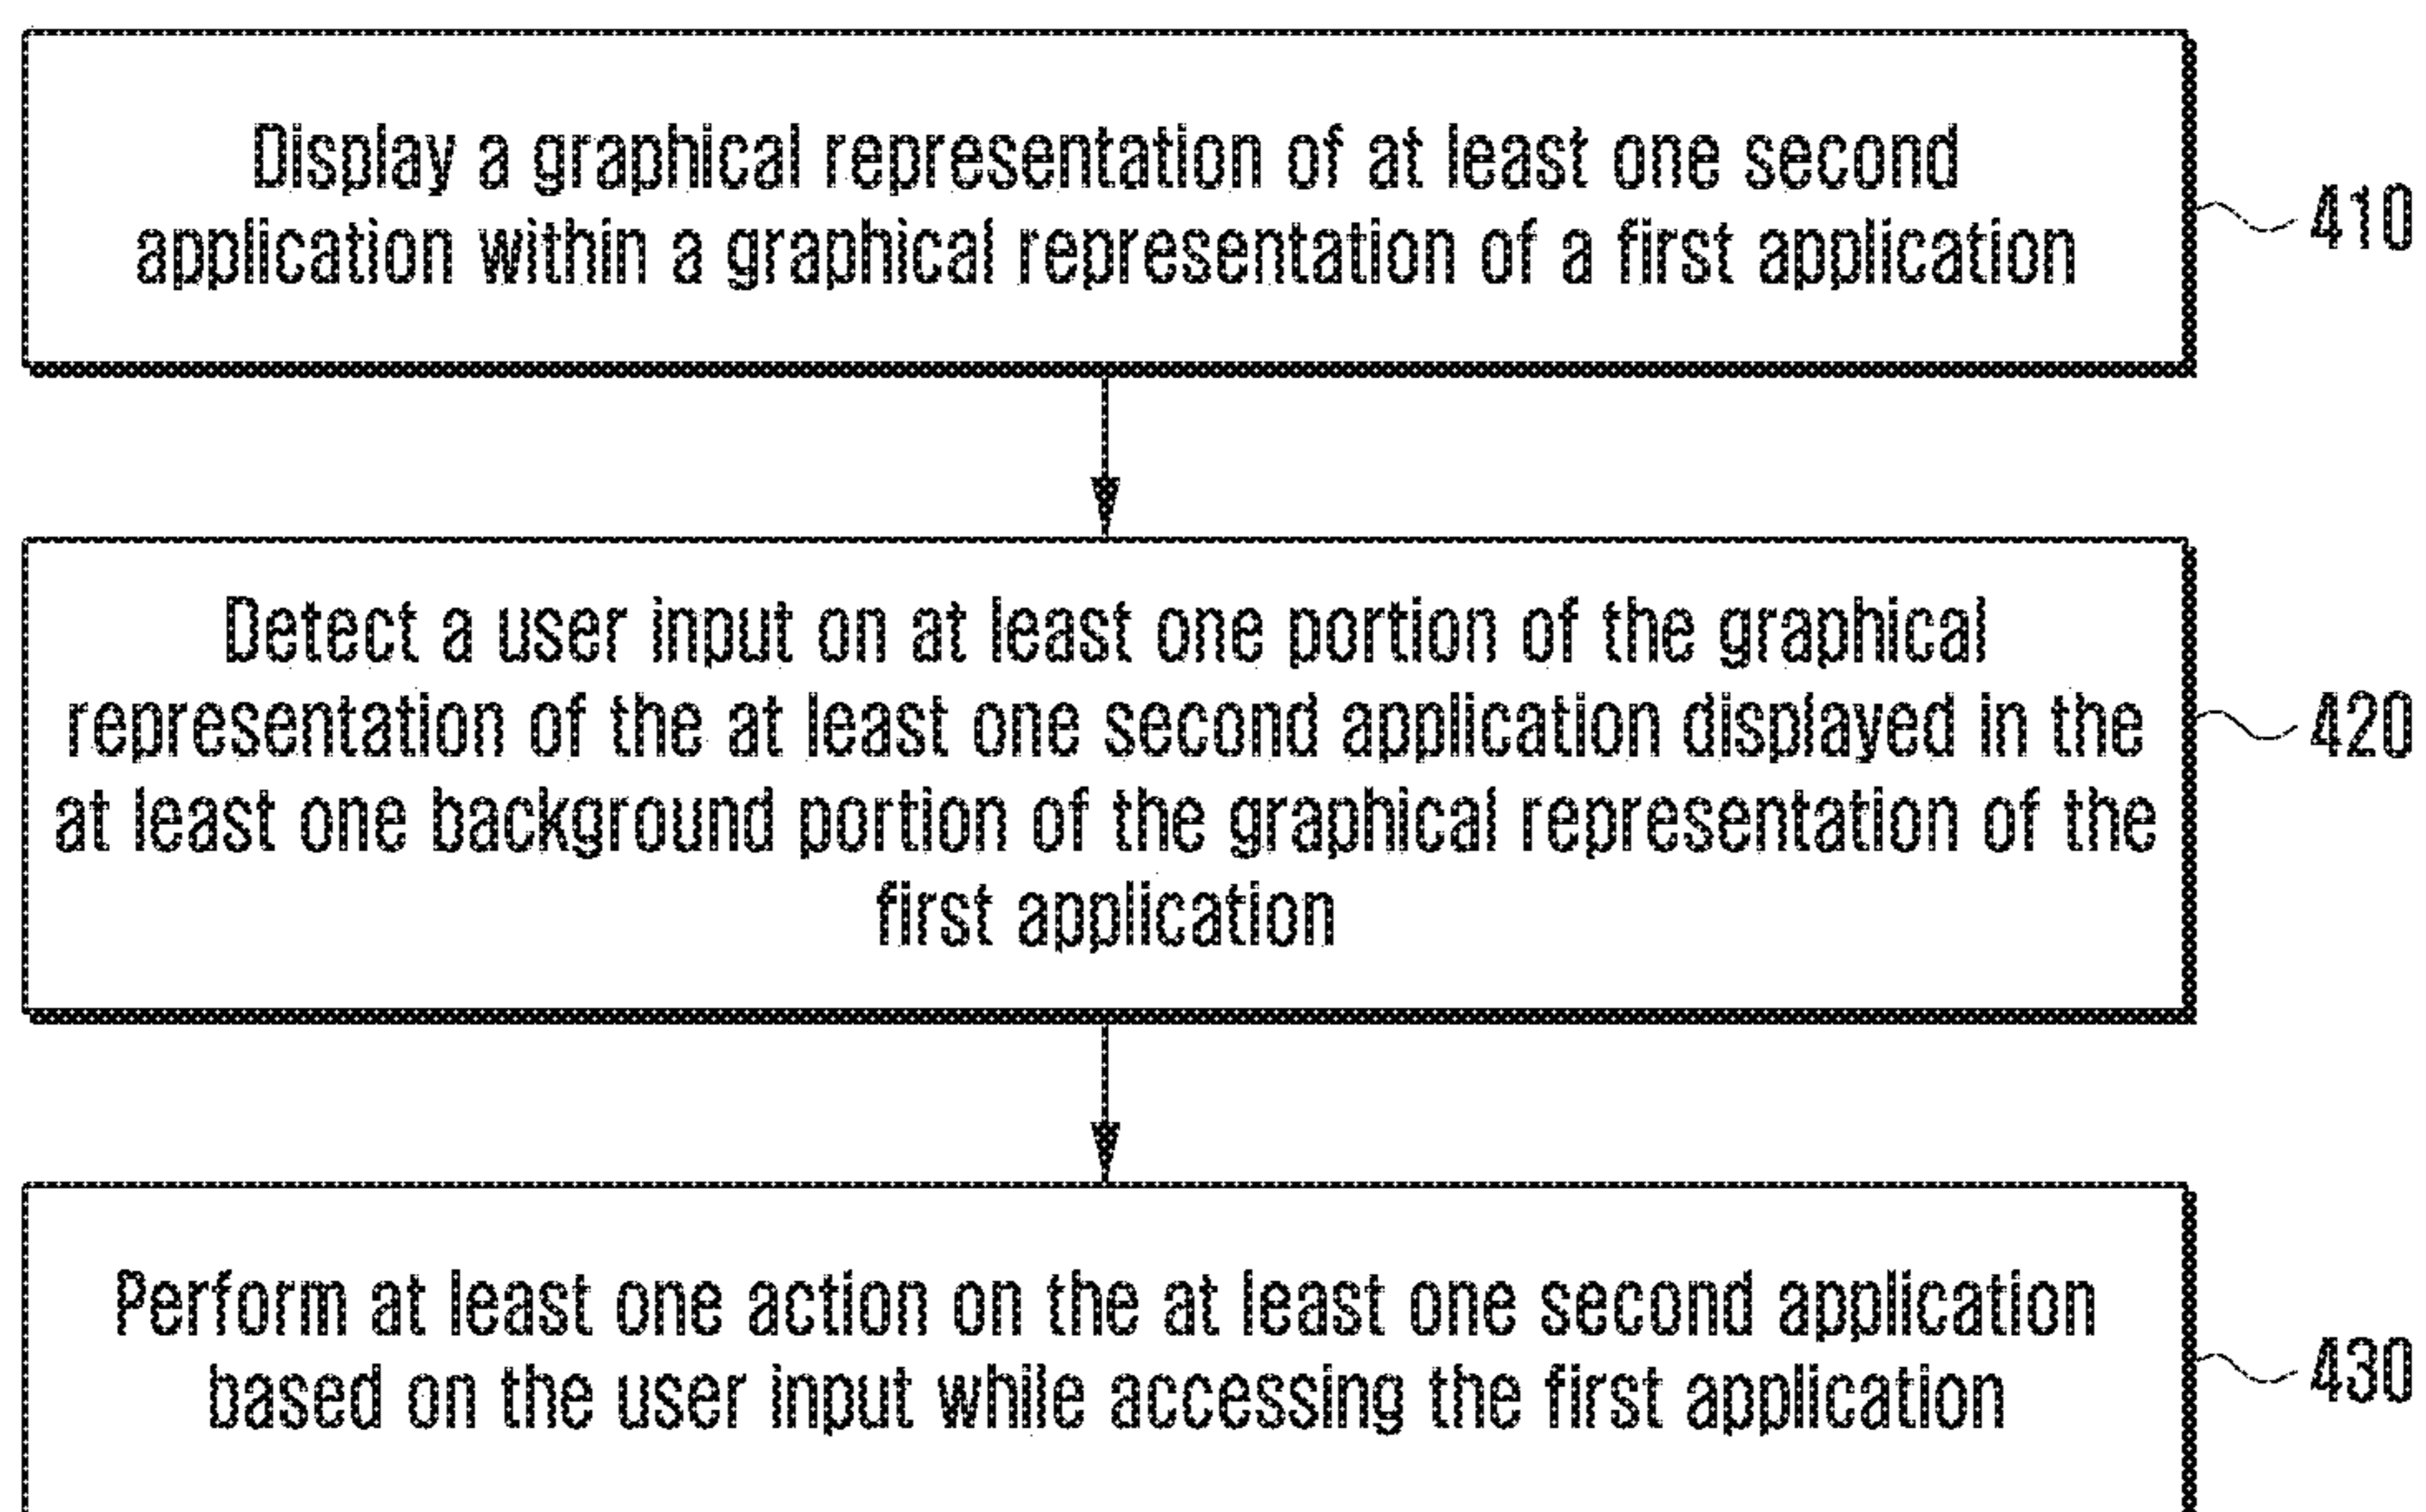 Display a graphical representation of at least one second
application within a graphical representation of a first application
410
Detect a user input on at least one portion of the graphical
representation of the at least one second application displayed in the
at least one background portion of the graphical representation of the
first application
420
Perform at least one action on the at least one second application
based on the user input while accessing the first application
430